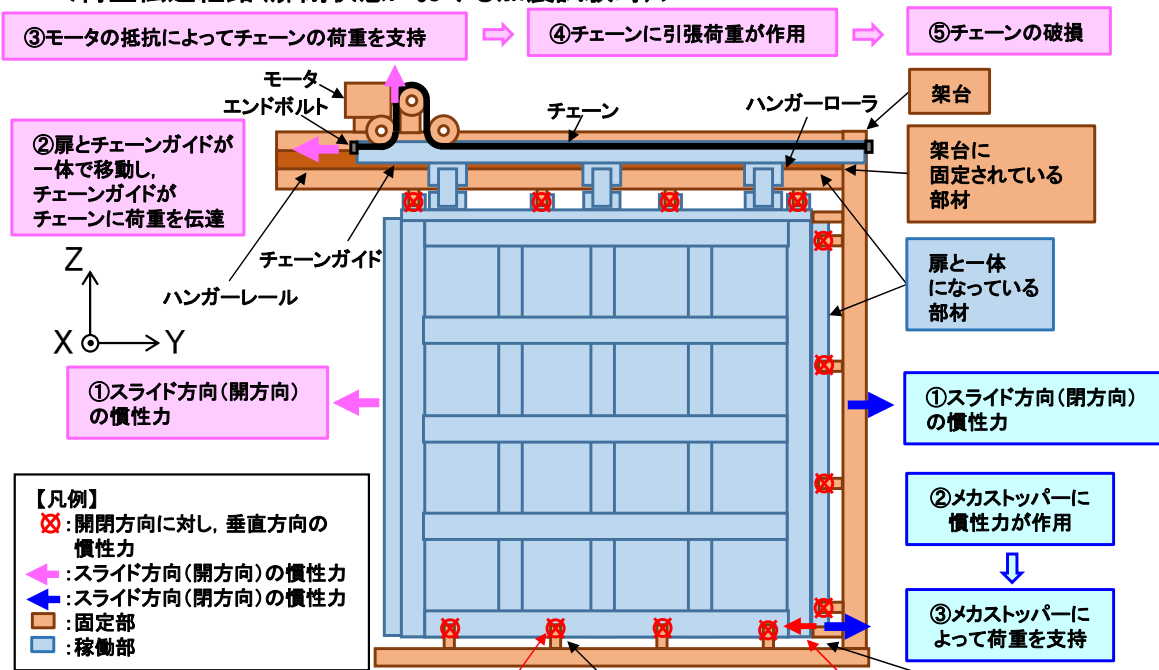 ③モータの抵抗によってチェーンの荷重を支持
④チェーンに引張荷重が作用
⑤チェーンの破損
モータ
エンドボルト
チェーン
ハンガーローラ
架台
②扉とチェーンガイドが
一体で移動し,
チェーンガイドが
チェーンに荷重を伝達
架台に
固定されている
部材
チェーンガイド
ハンガーレール
扉と一体
になっている
部材
Z
X
Y
①スライド方向(開方向)
の慣性力
①スライド方向(閉方向)
の慣性力
【凡例】
:開閉方向に対し, 垂直方向の
慣性力
:スライド方向(開方向)の慣性力
:スライド方向(閉方向)の慣性力
:固定部
:稼働部
②メカストッパーに
慣性力が作用
③メカストッパーに
よって荷重を支持